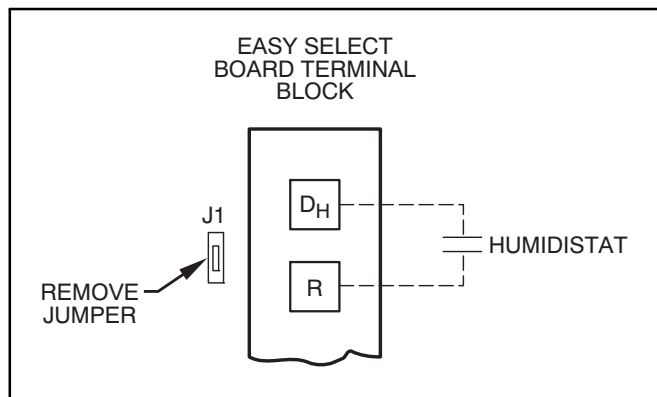 EASY SELECT
BOARD TERMINAL
BLOCK
J1
DH
HUMIDISTAT
R
REMOVE
JUMPER